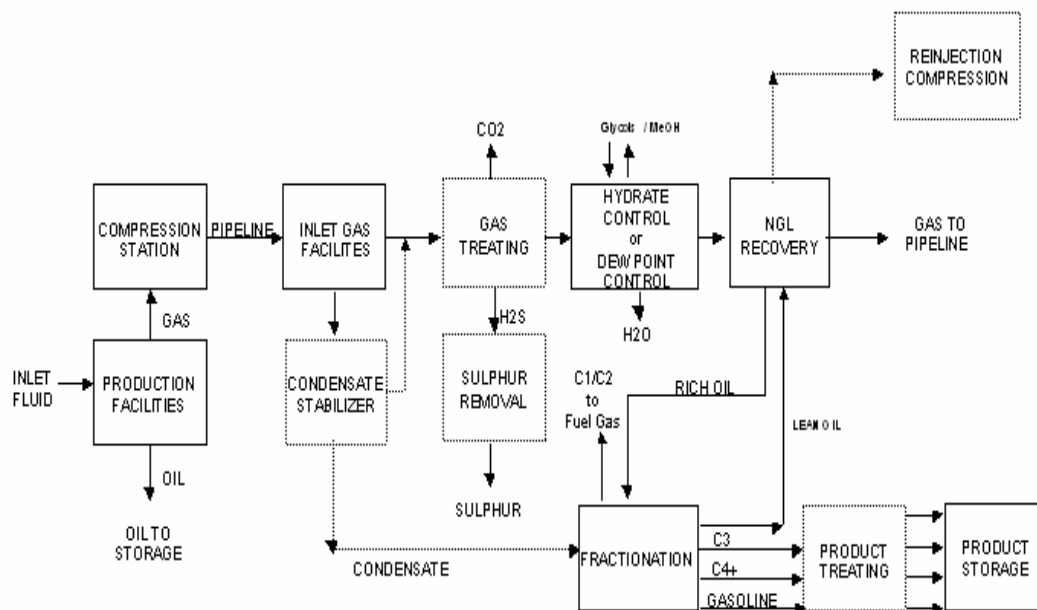 REINJECTION
COMPRESSION
CO2
Glycols / MeOH
COMPRESSION
STATION
PIPELINE
INLET GAS
FACILITES
GAS
TREATING
HYDRATE
CONTROL
or
DEWPOINT
CONTROL
NGL
RECOVERY
GAS TO
PIPELINE
GAS
H2S
H2O
INLET
FLUID
PRODUCTION
FACILITIES
CONDENSATE
STABILIZER
SULPHUR
REMOVAL
C1/C2
to
Fuel Gas
RICH OIL
LEAN OIL
OIL
OIL TO
STORAGE
SULPHUR
CONDENSATE
FRACTIONATION
C3
C4+
GASOLINE
PRODUCT
TREATING
PRODUCT
STORAGE